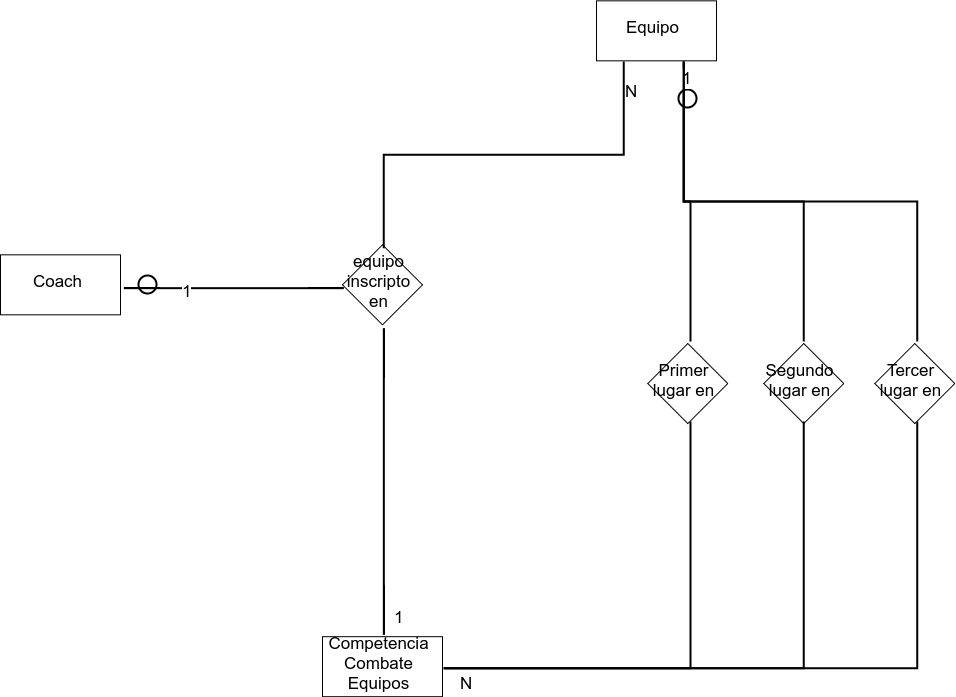 Equipo
1
N
equipo
inscripto
en
Coach
1
Primer
lugar en
Segundo
lugar en
Tercer
lugar en
1
Competencia
Combate
Equipos
N